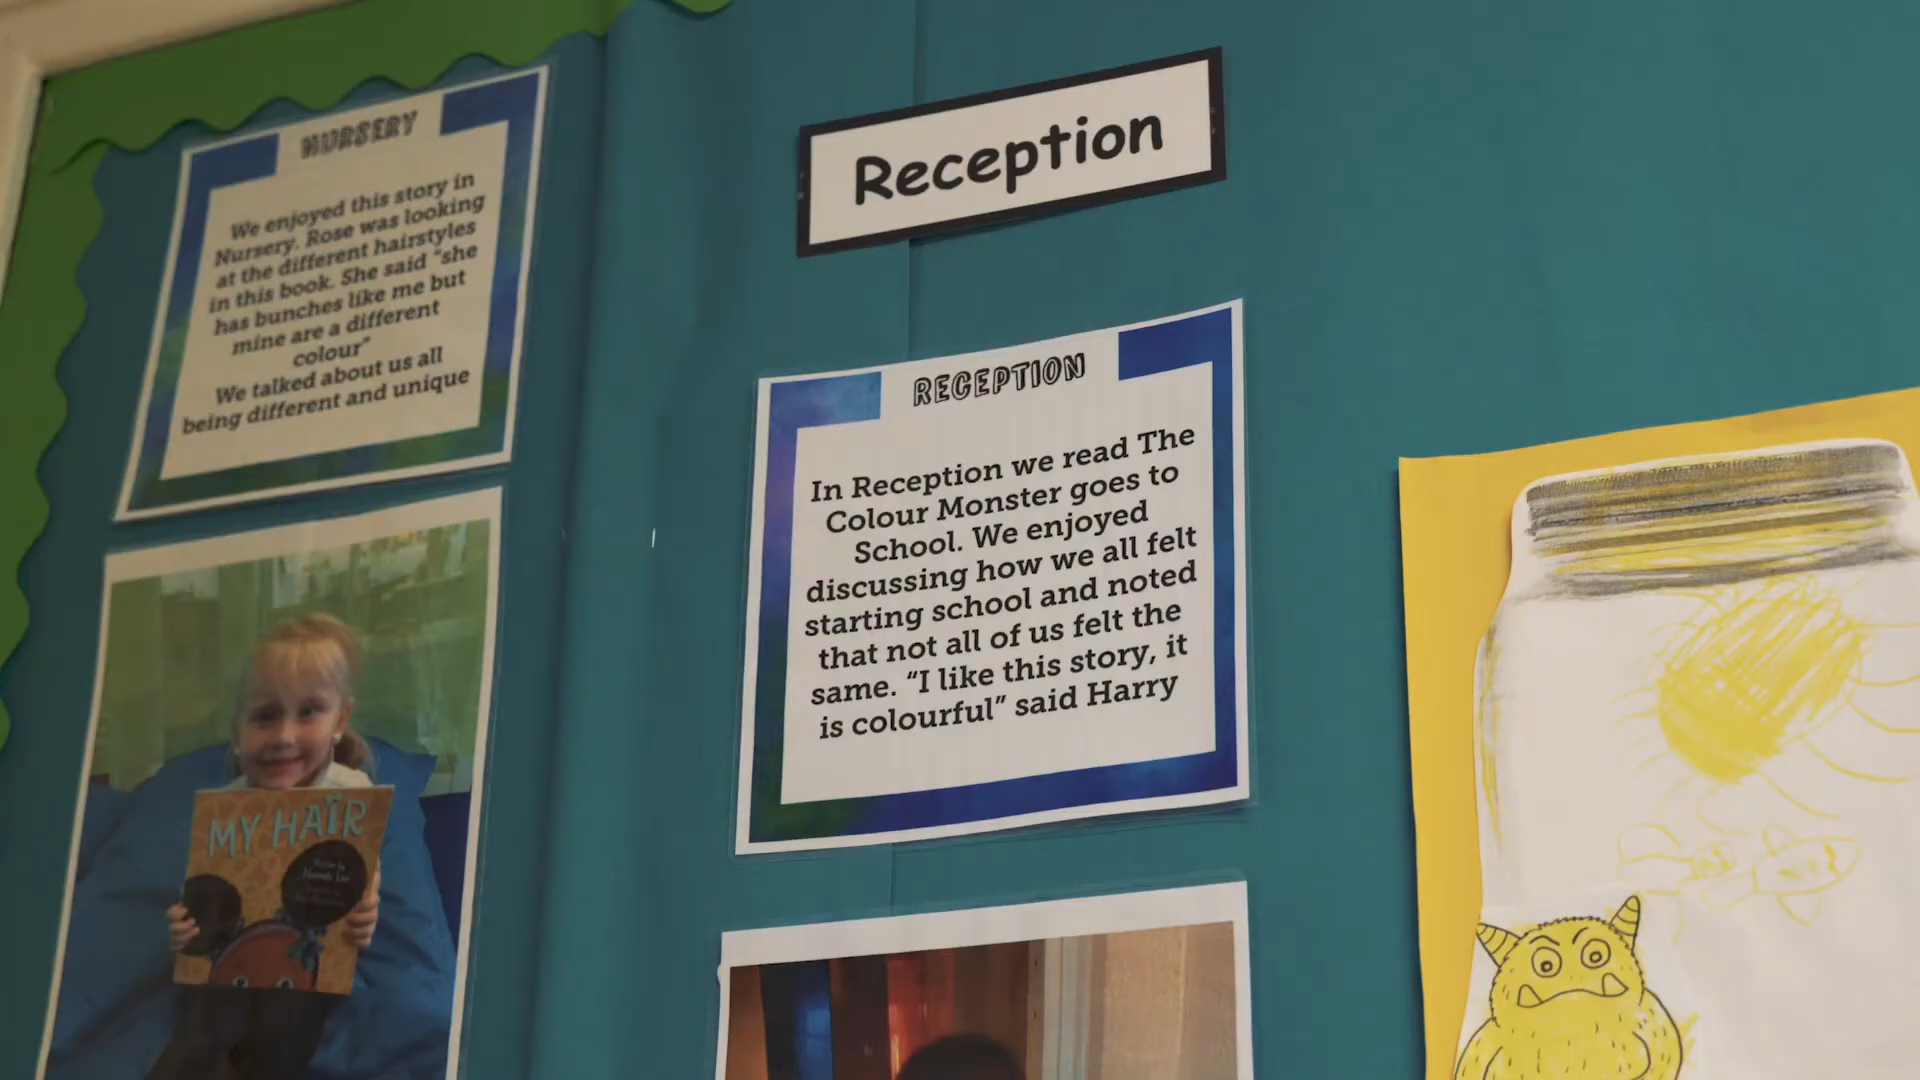 NURSERY
We enjoyed this story in
Nursery. Rose was looking
at the different hairstyles
in this book. She said "she
has bunches like me but
mine are a different
colour"
We talked about us all
being different and unique
MY HAIR
Reception
RECEPTION
In Reception we read The
Colour Monster goes to
School. We enjoyed
discussing how we all felt
starting school and noted
that not all of us felt the
same. "I like this story, it
is colourful" said Harry